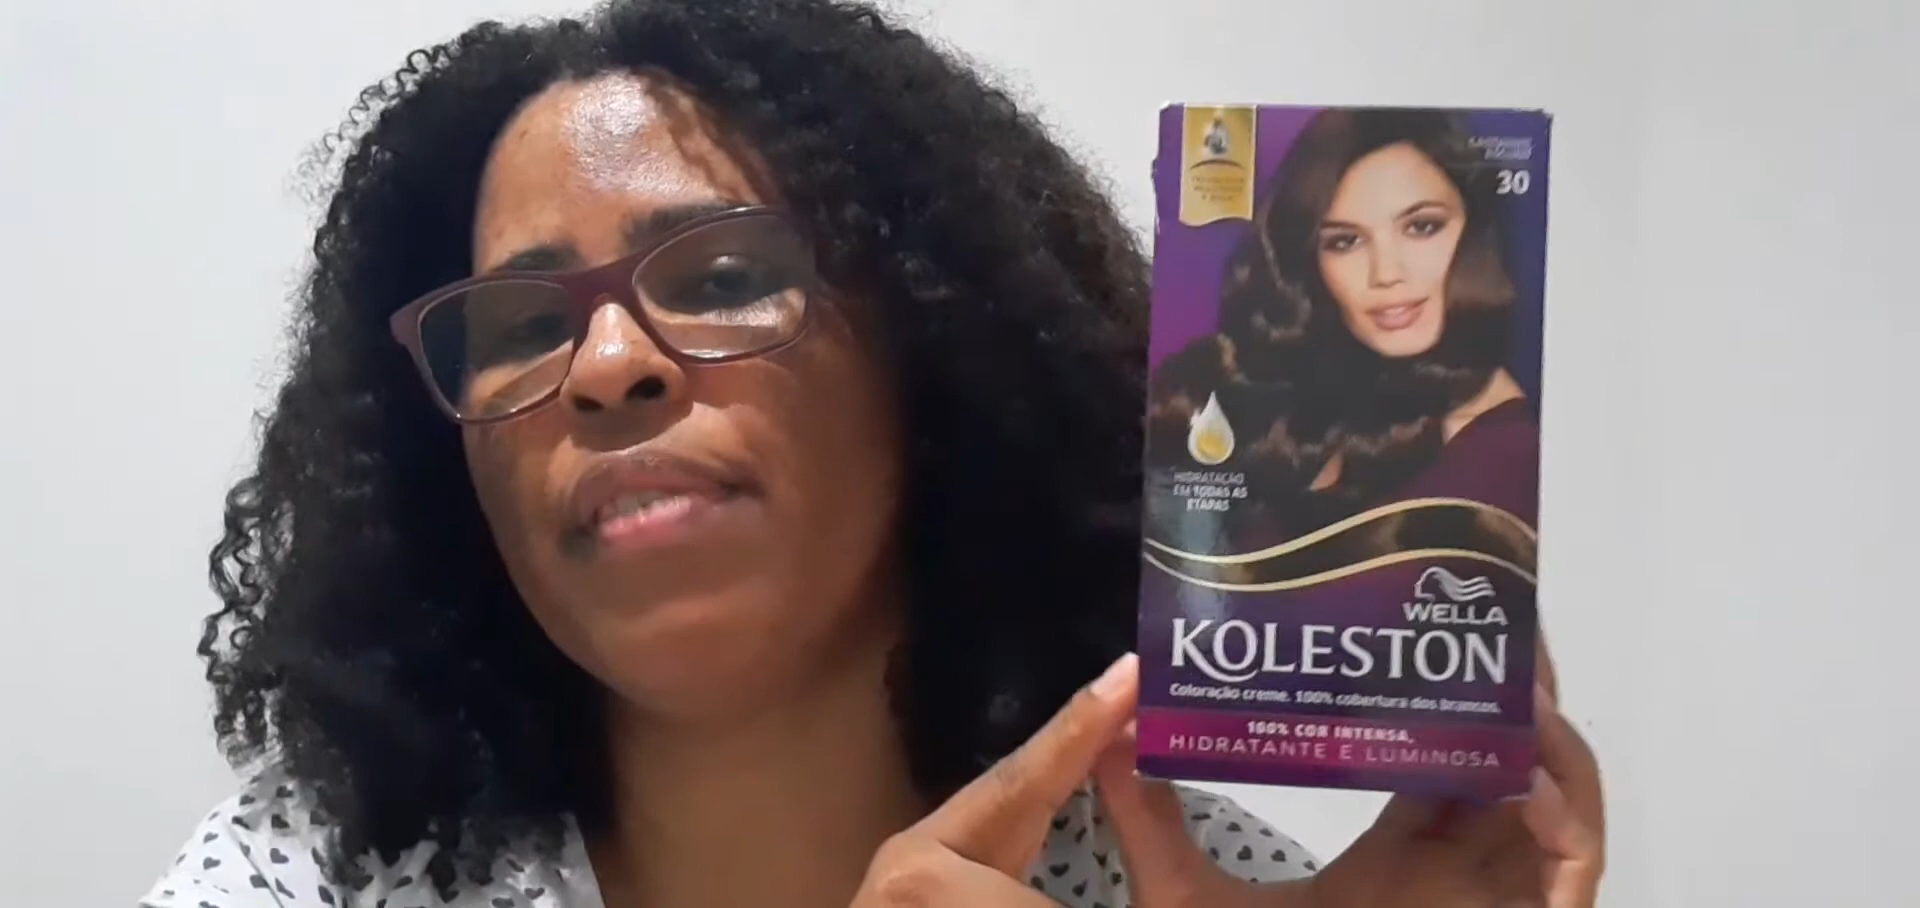 30
HIDRATAÇÃO
EM TODAS AS
ETAPAS
WELLA
KOLESTON
Coloração creme. 100% cobertura dos brancos.
100% COR INTENSA,
HIDRATANTE E LUMINOSA